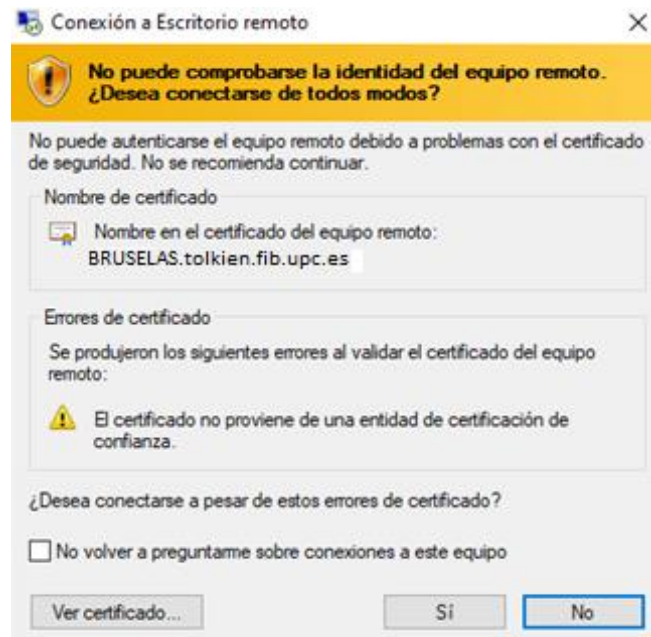 Conexión a Escritorio remoto
No puede comprobarse la identidad del equipo remoto.
¿Desea conectarse de todos modos?
No puede autenticarse el equipo remoto debido a problemas con el certificado
de seguridad. No se recomienda continuar.
Nombre de certificado
Nombre en el certificado del equipo remoto:
BRUSELAS.tolkien.fib.upc.es
Errores de certificado
Se produjeron los siguientes errores al validar el certificado del equipo
remoto:
El certificado no proviene de una entidad de certificación de
confianza.
¿Desea conectarse a pesar de estos errores de certificado?
No volver a preguntarme sobre conexiones a este equipo
Ver certificado... Sí No